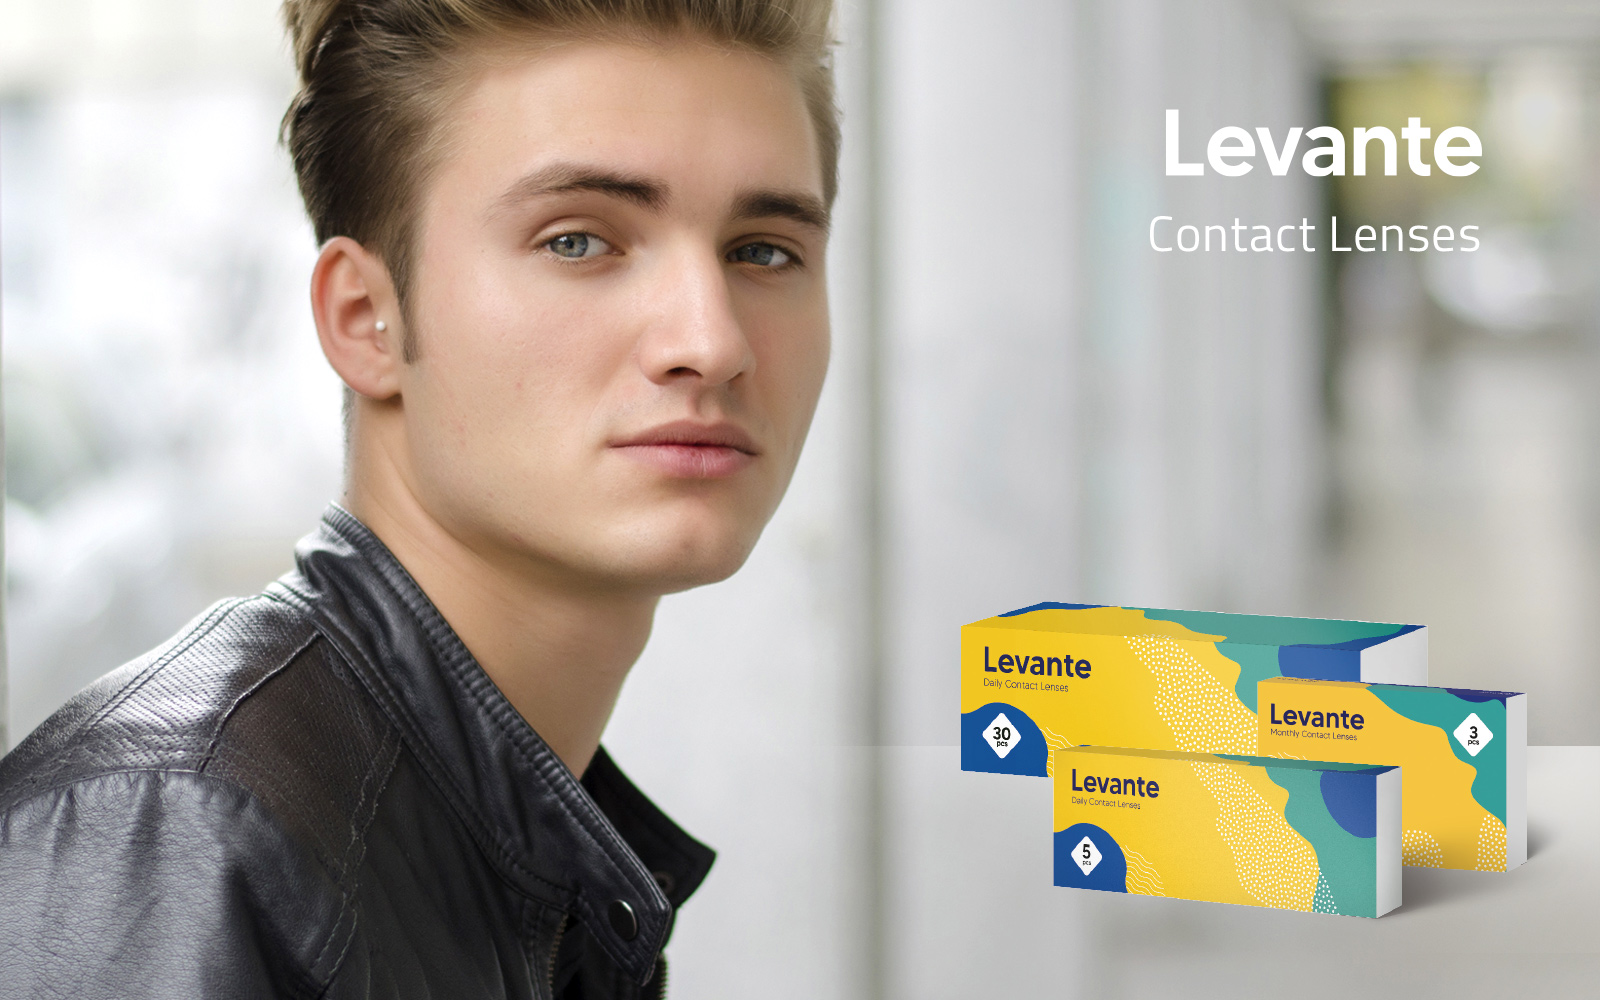 Levante
Contact Lenses
Levante
Daily Contact Lenses
30
pcs
Levante
Monthly Contact Lenses
3
pcs
Levante
Daily Contact Lenses
5
pcs